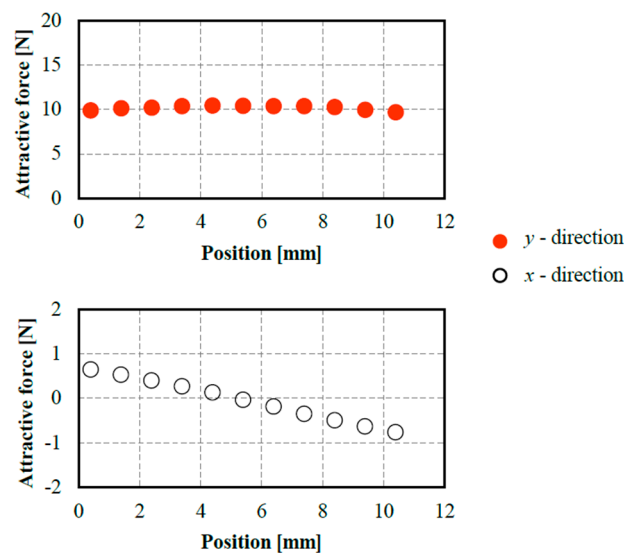 Attractive force [N]
20
15
10
5
0
0 2 4 6 8 10 12
Position [mm]
y - direction
x - direction
Attractive force [N]
2
1
0
-1
-2
0 2 4 6 8 10 12
Position [mm]